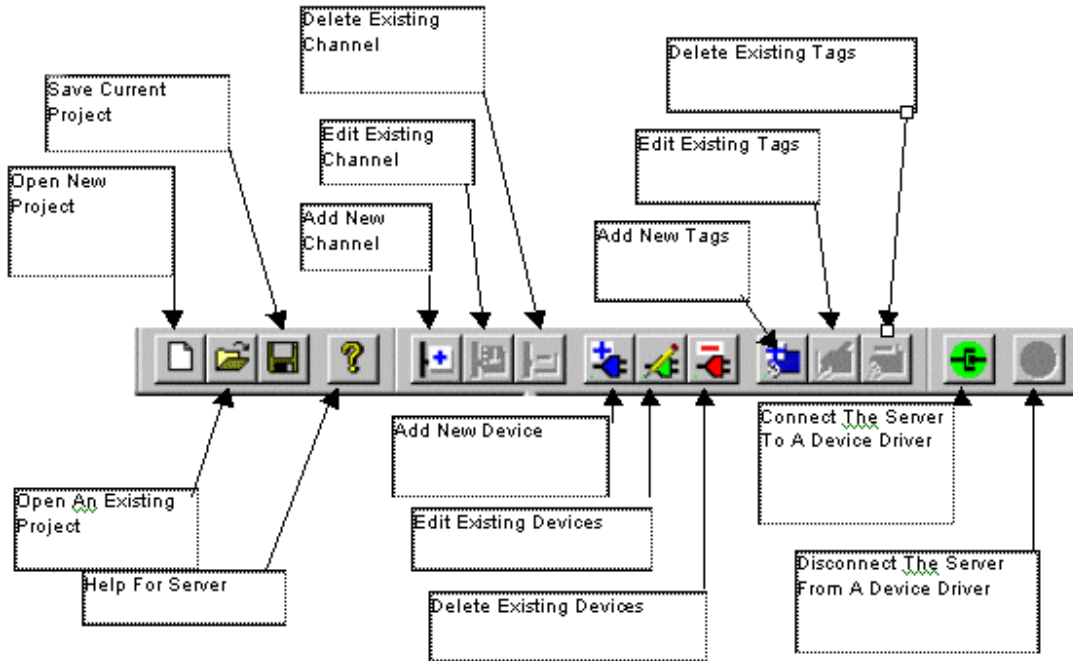 Delete Existing
Channel
Delete Existing Tags
Save Current
Project
Edit Existing
Channel
Edit Existing Tags
Open New
Project
Add New
Channel
Add New Tags
Add New Device
Connect The Server
To A Device Driver
Open An Existing
Project
Edit Existing Devices
Help For Server
Disconnect The Server
From A Device Driver
Delete Existing Devices